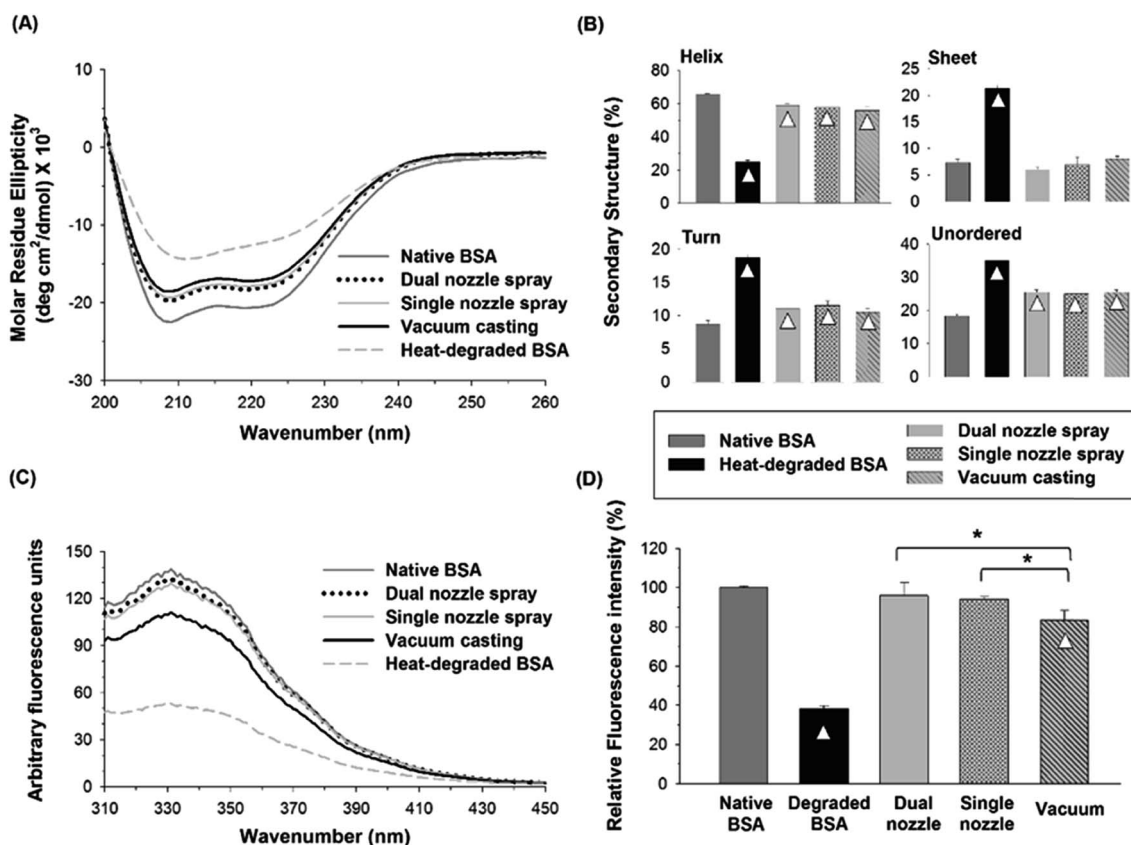 (A)
Molar Residue Ellipticity
(deg cm²/dmol) X 10³
10
0
-10
-20
-30
200 210 220 230 240 250 260
Wavenumber (nm)
Native BSA
Dual nozzle spray
Single nozzle spray
Vacuum casting
Heat-degraded BSA
(B)
Secondary Structure (%)
Helix
80
60
40
20
0
Sheet
25
20
15
10
5
0
Turn
20
15
10
5
0
Unordered
40
30
20
10
0
Native BSA
Heat-degraded BSA
Dual nozzle spray
Single nozzle spray
Vacuum casting
(C)
Arbitrary fluorescence units
150
120
90
60
30
0
310 330 350 370 390 410 430 450
Wavenumber (nm)
Native BSA
Dual nozzle spray
Single nozzle spray
Vacuum casting
Heat-degraded BSA
(D)
Relative Fluorescence intensity (%)
120
100
80
60
40
20
0
*
*
Native
BSA
Degraded
BSA
Dual
nozzle
Single
nozzle
Vacuum